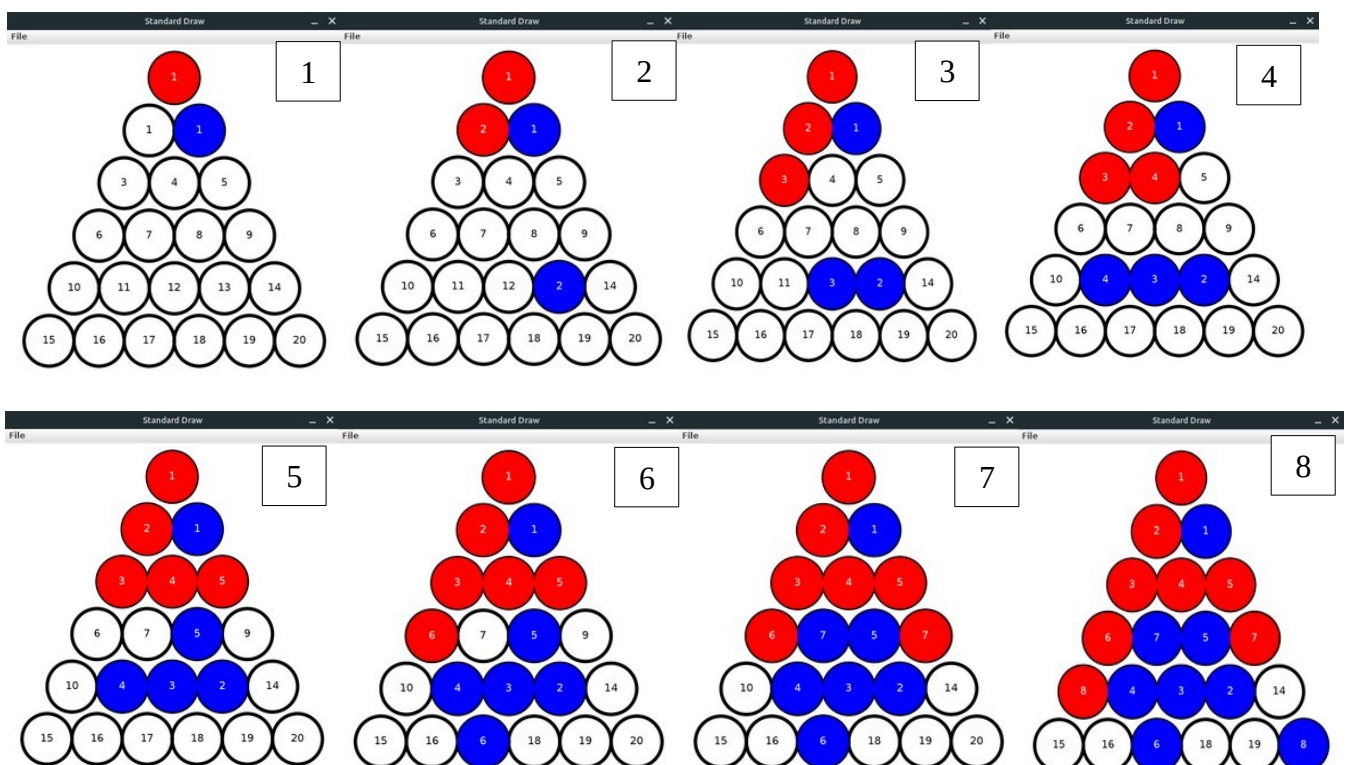 Standard Draw
File
1
1
1 1
3 4 5
6 7 8 9
10 11 12 13 14
15 16 17 18 19 20
Standard Draw
File
2
1
2 1
3 4 5
6 7 8 9
10 11 12 2 14
15 16 17 18 19 20
Standard Draw
File
3
1
2 1
3 4 5
6 7 8 9
10 11 3 2 14
15 16 17 18 19 20
Standard Draw
File
4
1
2 1
3 4 5
6 7 8 9
10 4 3 2 14
15 16 17 18 19 20
Standard Draw
File
5
1
2 1
3 4 5
6 7 5 9
10 4 3 2 14
15 16 17 18 19 20
Standard Draw
File
6
1
2 1
3 4 5
6 7 5 9
10 4 3 2 14
15 16 6 18 19 20
Standard Draw
File
7
1
2 1
3 4 5
6 7 5 7
10 4 3 2 14
15 16 6 18 19 20
Standard Draw
File
8
1
2 1
3 4 5
6 7 5 7
8 4 3 2 14
15 16 6 18 19 8